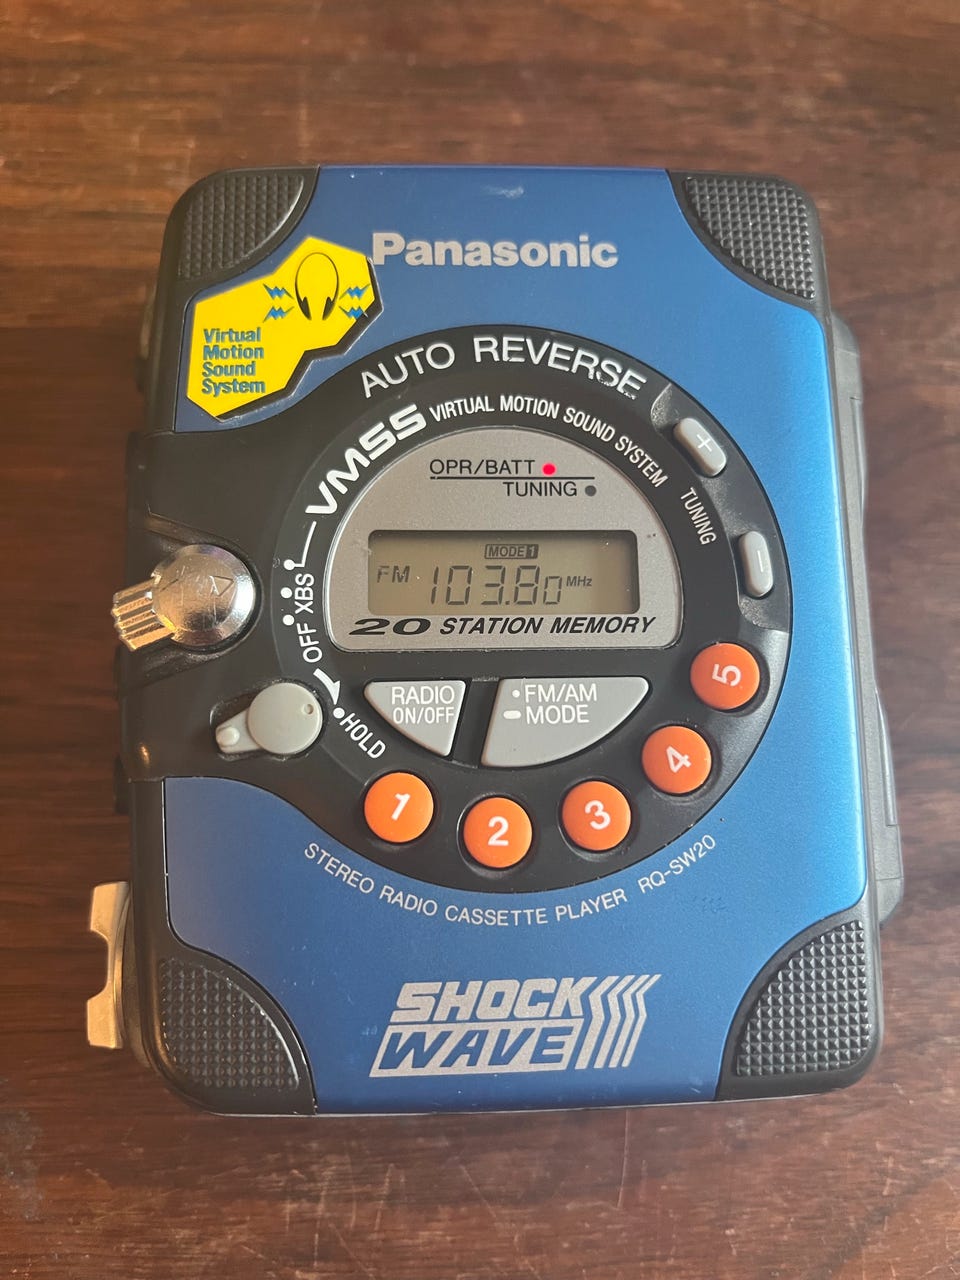 Panasonic
Virtual
Motion
Sound
System
AUTO REVERSE
VMSS VIRTUAL MOTION SOUND SYSTEM
OPR/BATT
TUNING
+
TUNING
−
MODE 1
FM 103.80 MHz
20 STATION MEMORY
XBS
OFF
HOLD
RADIO
ON/OFF
FM/AM
MODE
1
2
3
4
5
STEREO RADIO CASSETTE PLAYER RQ-SW20
SHOCK
WAVE